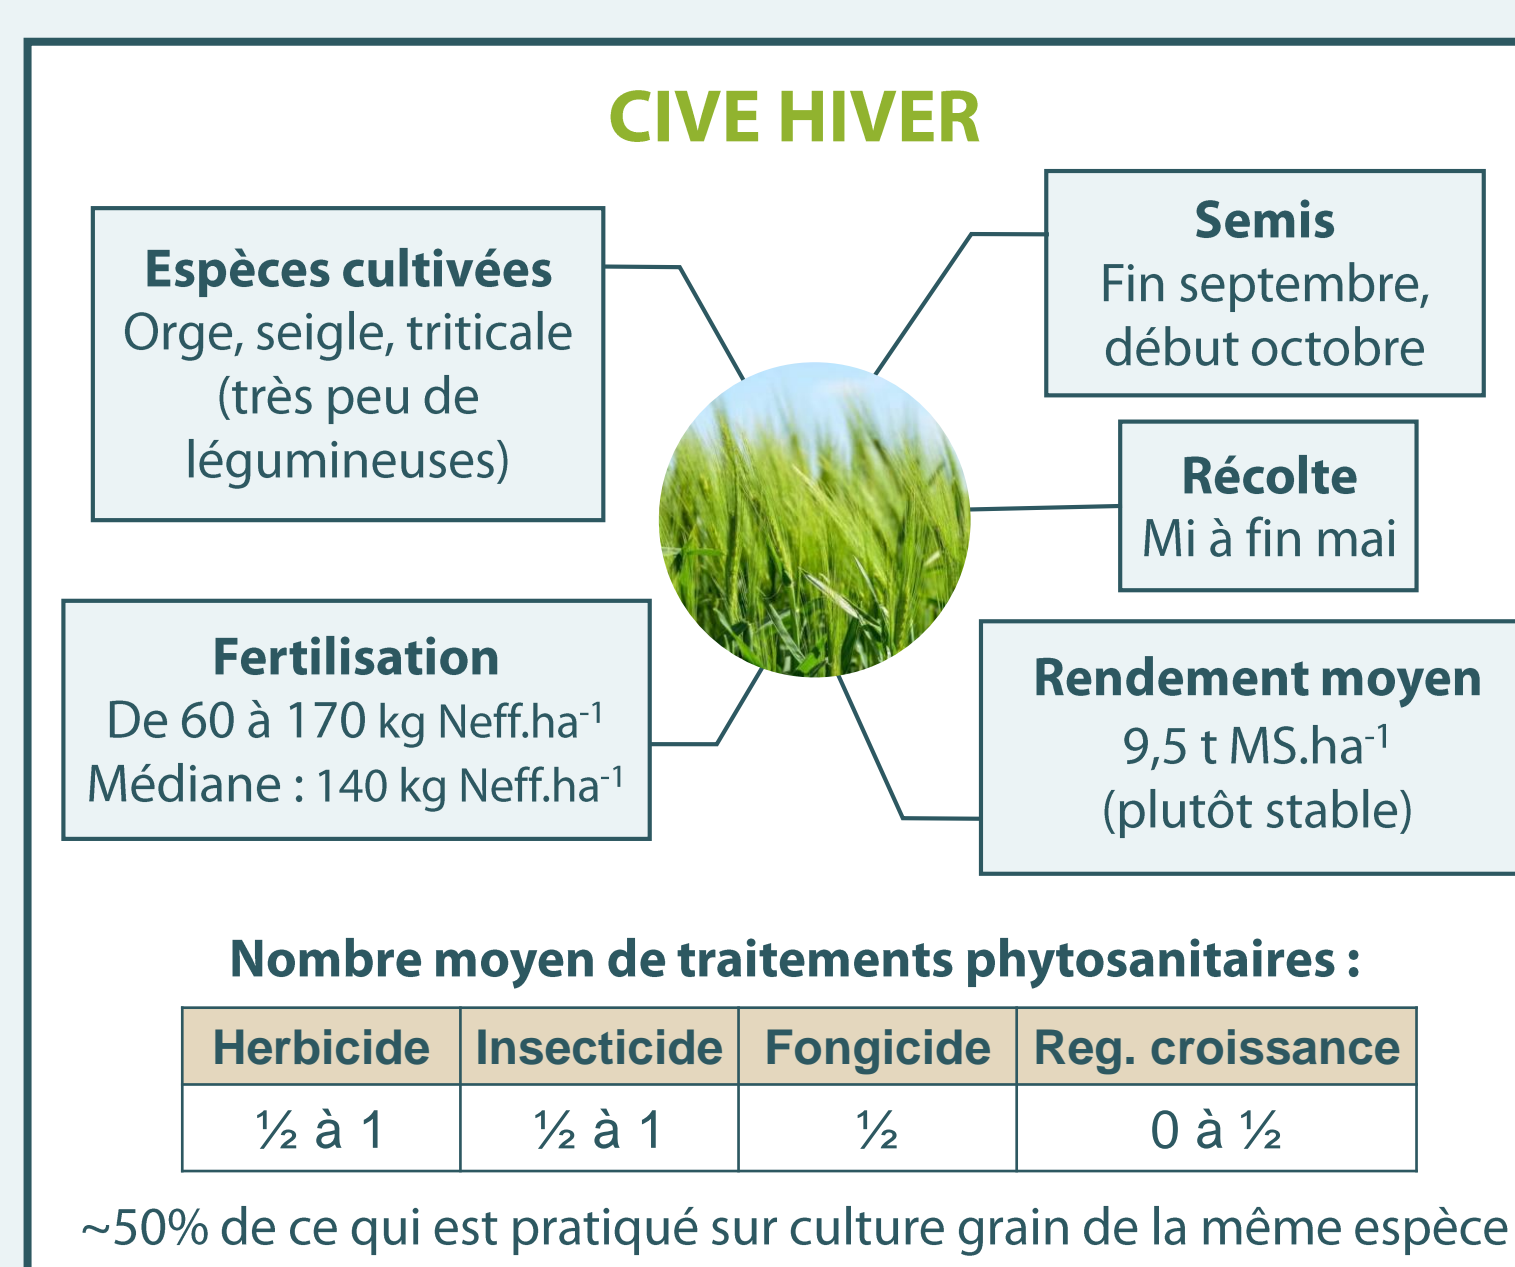 CIVE HIVER
Espèces cultivées
Orge, seigle, triticale
(très peu de
légumineuses)
Semis
Fin septembre,
début octobre
Récolte
Mi à fin mai
Fertilisation
De 60 à 170 kg Neff.ha⁻¹
Médiane : 140 kg Neff.ha⁻¹
Rendement moyen
9,5 t MS.ha⁻¹
(plutôt stable)
Nombre moyen de traitements phytosanitaires :
Herbicide Insecticide Fongicide Reg. croissance
½ à 1 ½ à 1 ½ 0 à ½
~50% de ce qui est pratiqué sur culture grain de la même espèce